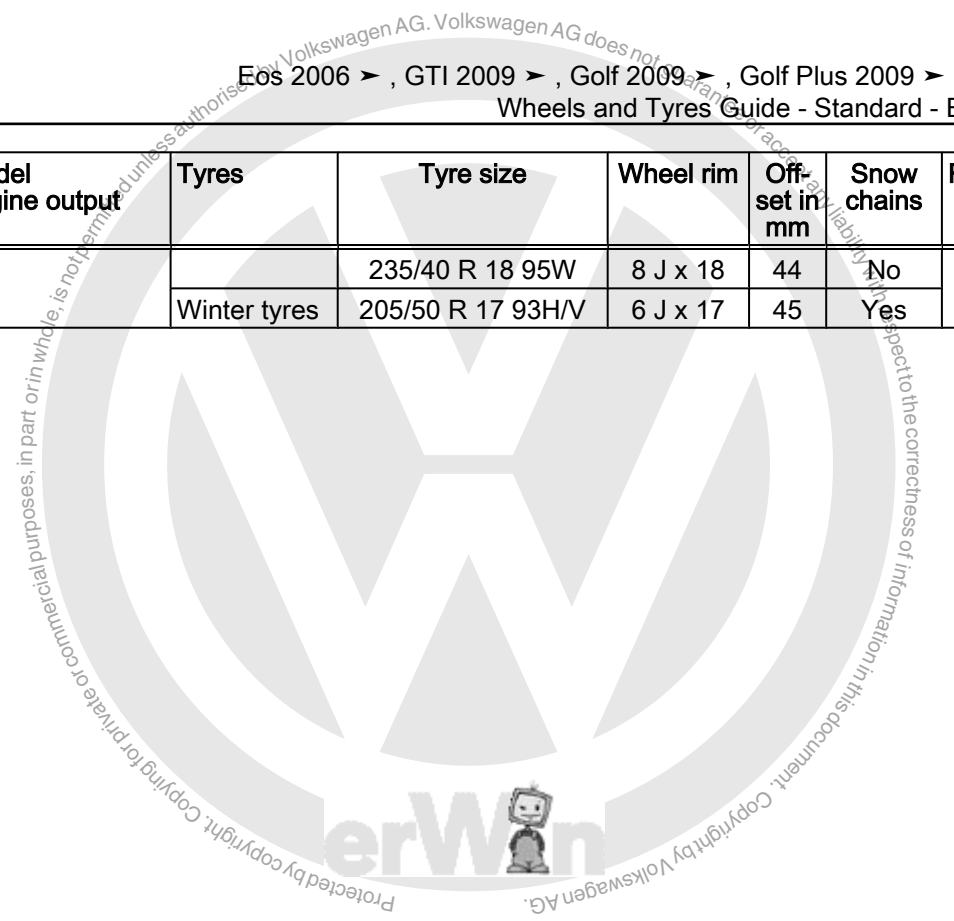 Eos 2006 ➤ , GTI 2009 ➤ , Golf 2009 ➤ , Golf Plus 2009 ➤
Wheels and Tyres Guide - Standard - E
del
gine output
Tyres
Tyre size
Wheel rim
Off-
set in
mm
Snow
chains
235/40 R 18 95W 8 J x 18 44 No
Winter tyres 205/50 R 17 93H/V 6 J x 17 45 Yes
Protected by copyright. Copying for private or commercial purposes, in part or in whole, is not permitted unless authorised by Volkswagen AG. Volkswagen AG does not guarantee or accept any liability with respect to the correctness of information in this document. Copyright by Volkswagen AG.
erWin